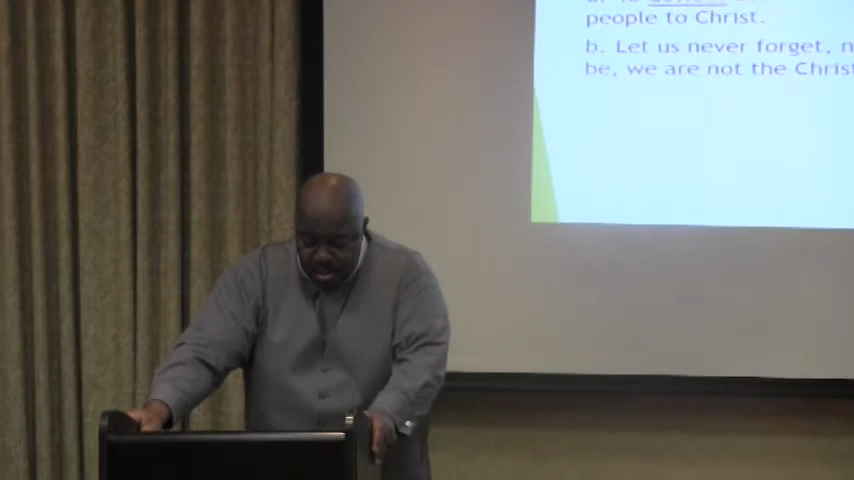 people to Christ.
b. Let us never forget, n
be, we are not the Christ